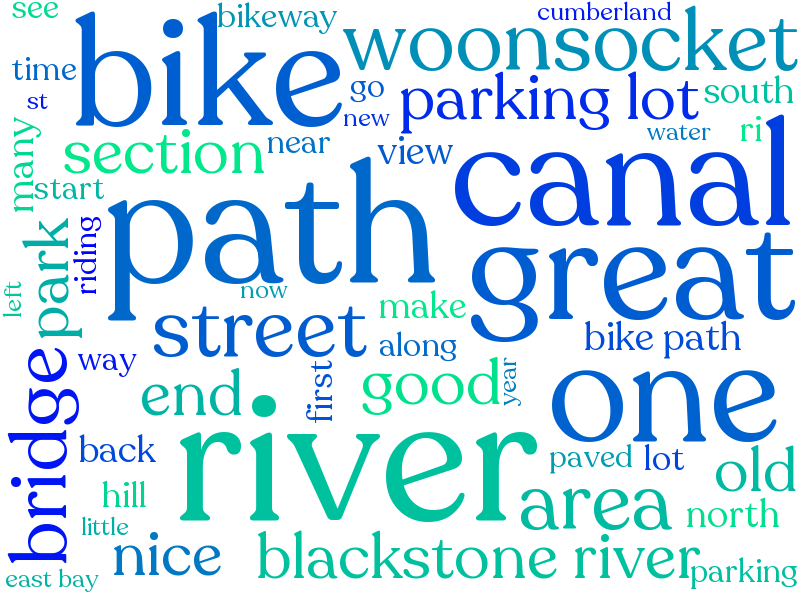 see
bikeway
cumberland
bike
woonsocket
time
go
parking lot
south
st
new
near
water
ri
many
section
view
canal
start
path
great
park
riding
left
now
make
street
along
bike path
way
bridge
first
good
year
one
end
river
back
paved
lot
old
hill
area
north
little
nice
blackstone river
parking
east bay